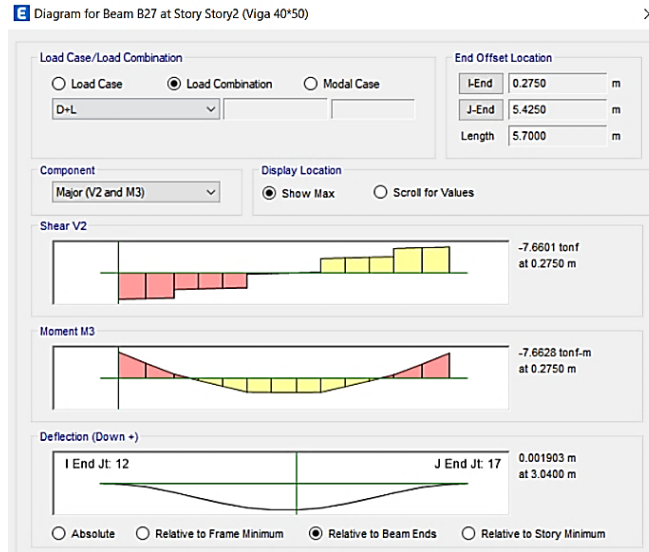 E Diagram for Beam B27 at Story Story2 (Viga 40*50)
Load Case/Load Combination
Load Case Load Combination Modal Case
D+L
End Offset Location
I-End 0.2750 m
J-End 5.4250 m
Length 5.7000 m
Component
Major (V2 and M3)
Display Location
Show Max Scroll for Values
Shear V2
-7.6601 tonf
at 0.2750 m
Moment M3
-7.6628 tonf-m
at 0.2750 m
Deflection (Down +)
I End Jt: 12 J End Jt: 17
0.001903 m
at 3.0400 m
Absolute Relative to Frame Minimum Relative to Beam Ends Relative to Story Minimum